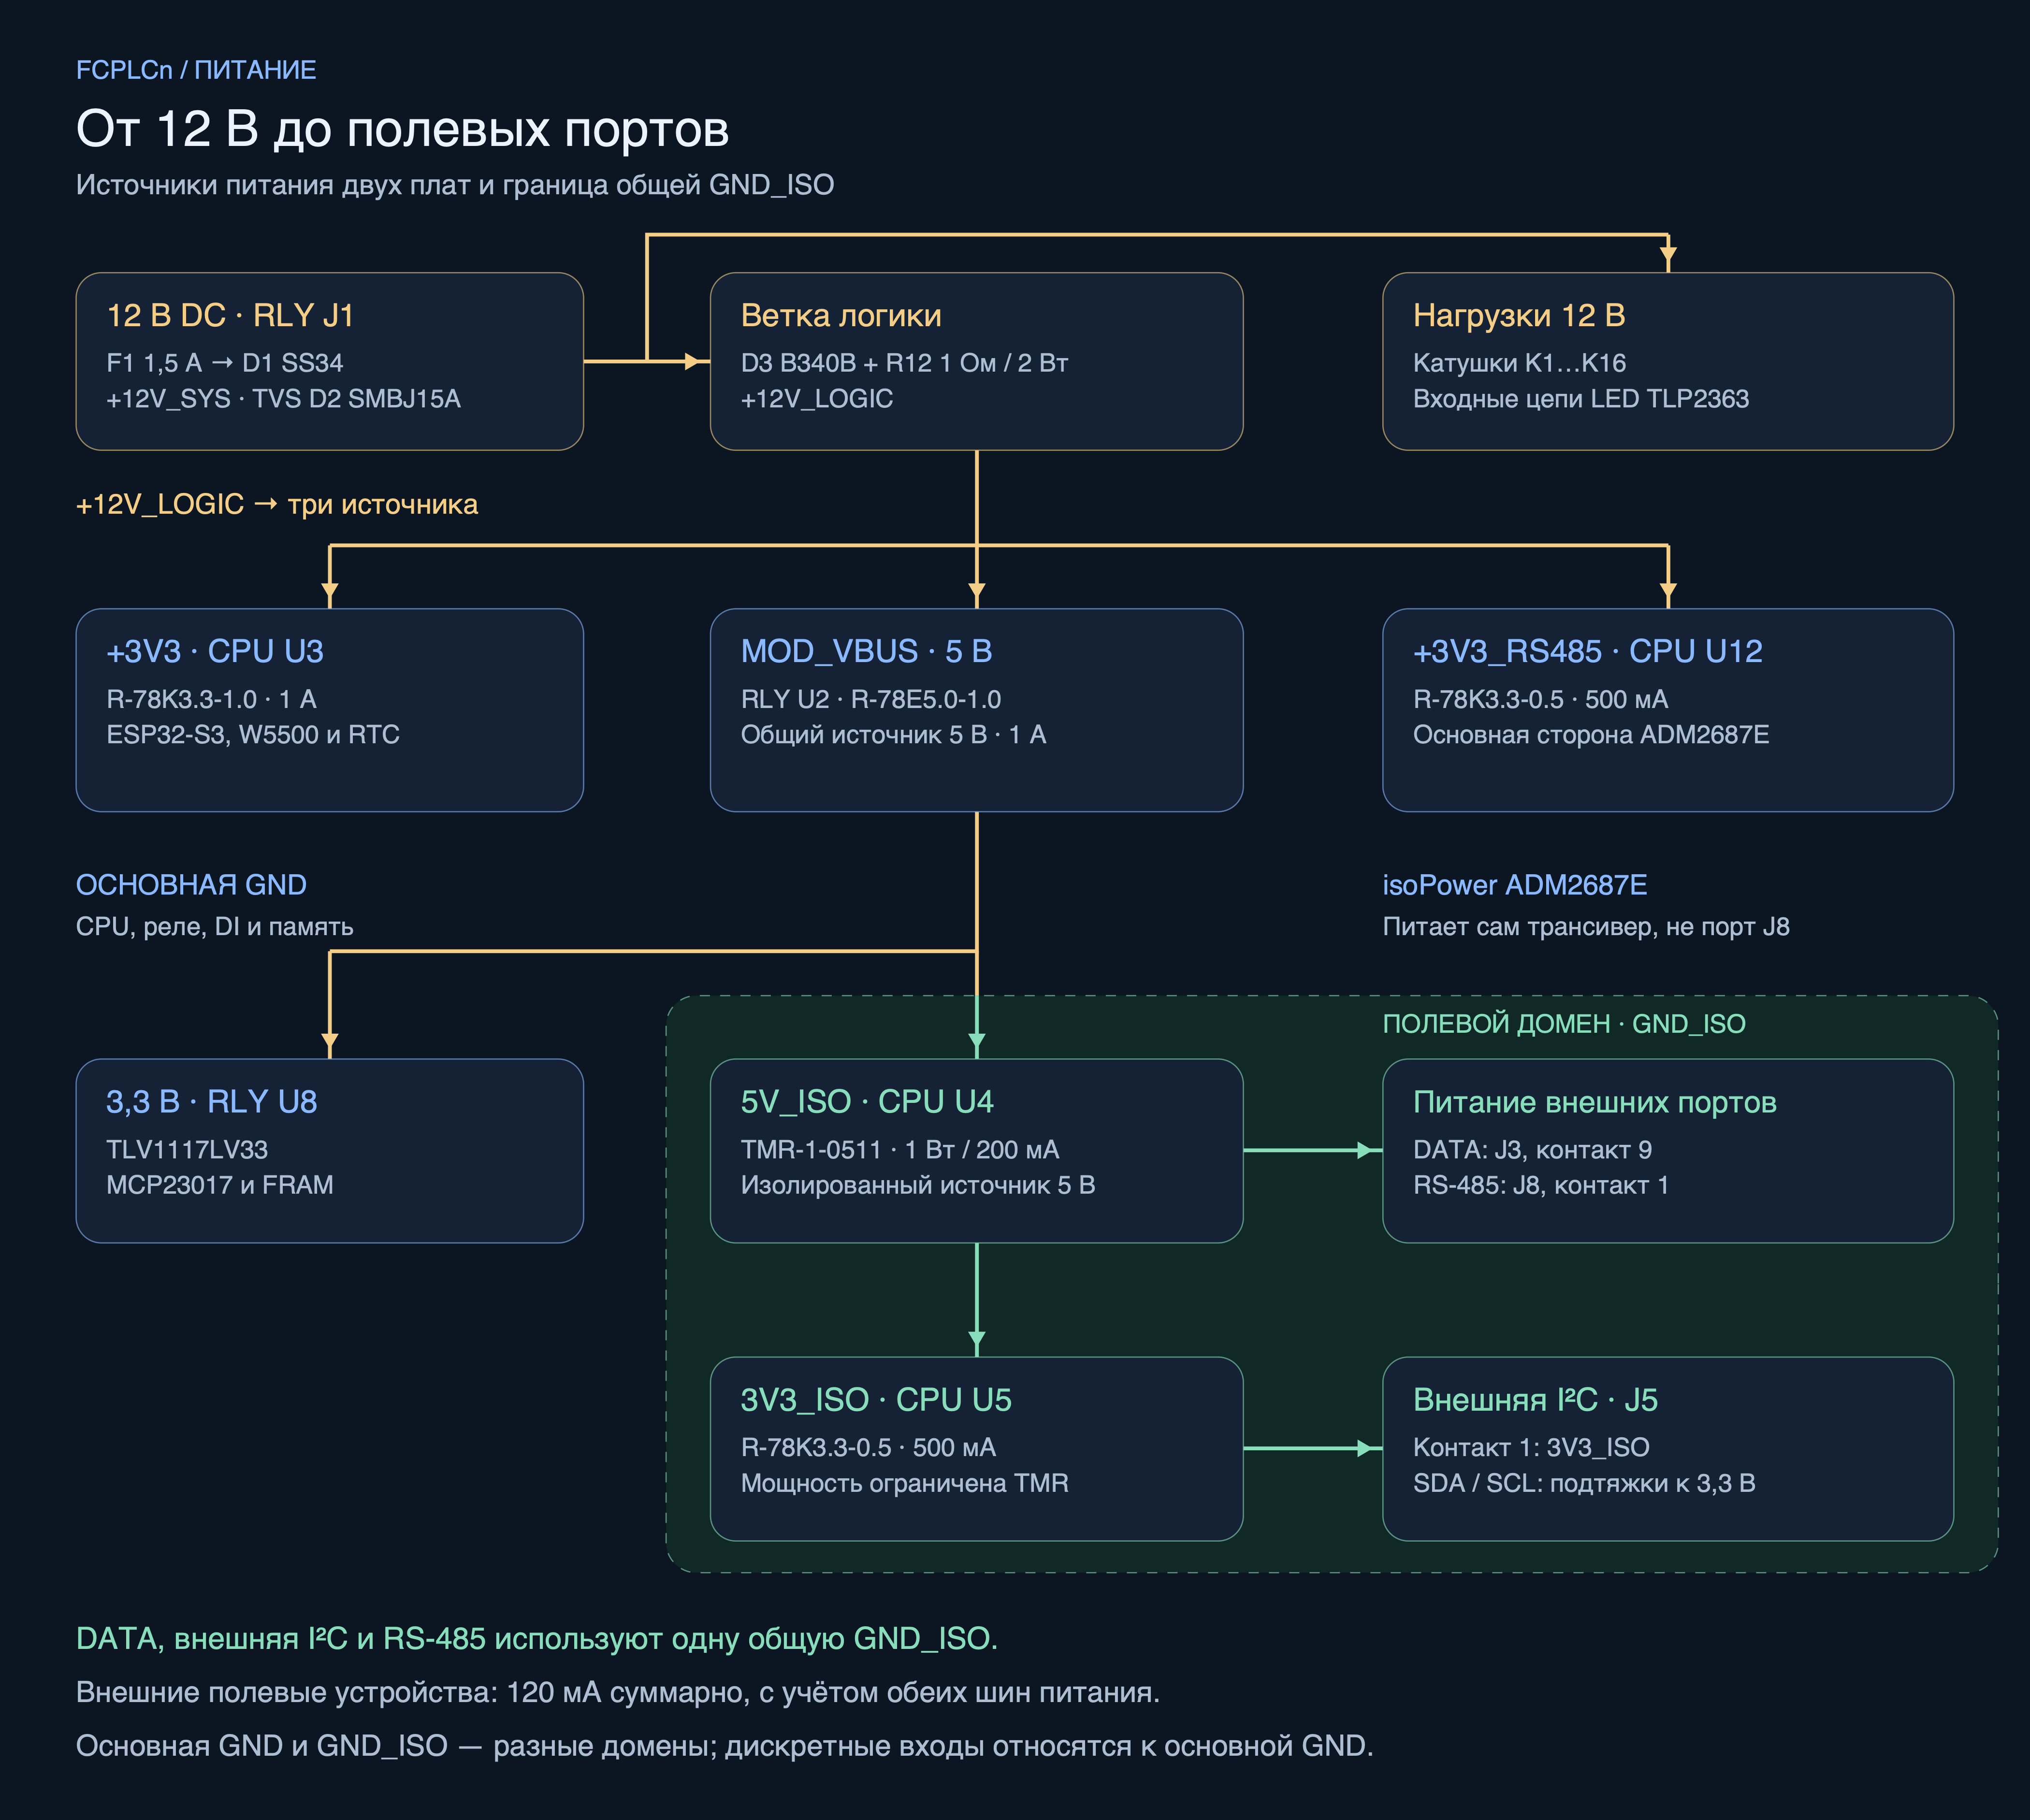 FCPLCn / ПИТАНИЕ
От 12 В до полевых портов
Источники питания двух плат и граница общей GND_ISO
12 В DC · RLY J1
F1 1,5 А → D1 SS34
+12V_SYS · TVS D2 SMBJ15A
Ветка логики
D3 B340B + R12 1 Ом / 2 Вт
+12V_LOGIC
Нагрузки 12 В
Катушки K1…K16
Входные цепи LED TLP2363
+12V_LOGIC → три источника
+3V3 · CPU U3
R-78K3.3-1.0 · 1 А
ESP32-S3, W5500 и RTC
MOD_VBUS · 5 В
RLY U2 · R-78E5.0-1.0
Общий источник 5 В · 1 А
+3V3_RS485 · CPU U12
R-78K3.3-0.5 · 500 мА
Основная сторона ADM2687E
ОСНОВНАЯ GND
CPU, реле, DI и память
isoPower ADM2687E
Питает сам трансивер, не порт J8
ПОЛЕВОЙ ДОМЕН · GND_ISO
3,3 В · RLY U8
TLV1117LV33
MCP23017 и FRAM
5V_ISO · CPU U4
TMR-1-0511 · 1 Вт / 200 мА
Изолированный источник 5 В
Питание внешних портов
DATA: J3, контакт 9
RS-485: J8, контакт 1
3V3_ISO · CPU U5
R-78K3.3-0.5 · 500 мА
Мощность ограничена TMR
Внешняя I²C · J5
Контакт 1: 3V3_ISO
SDA / SCL: подтяжки к 3,3 В
DATA, внешняя I²C и RS-485 используют одну общую GND_ISO.
Внешние полевые устройства: 120 мА суммарно, с учётом обеих шин питания.
Основная GND и GND_ISO — разные домены; дискретные входы относятся к основной GND.